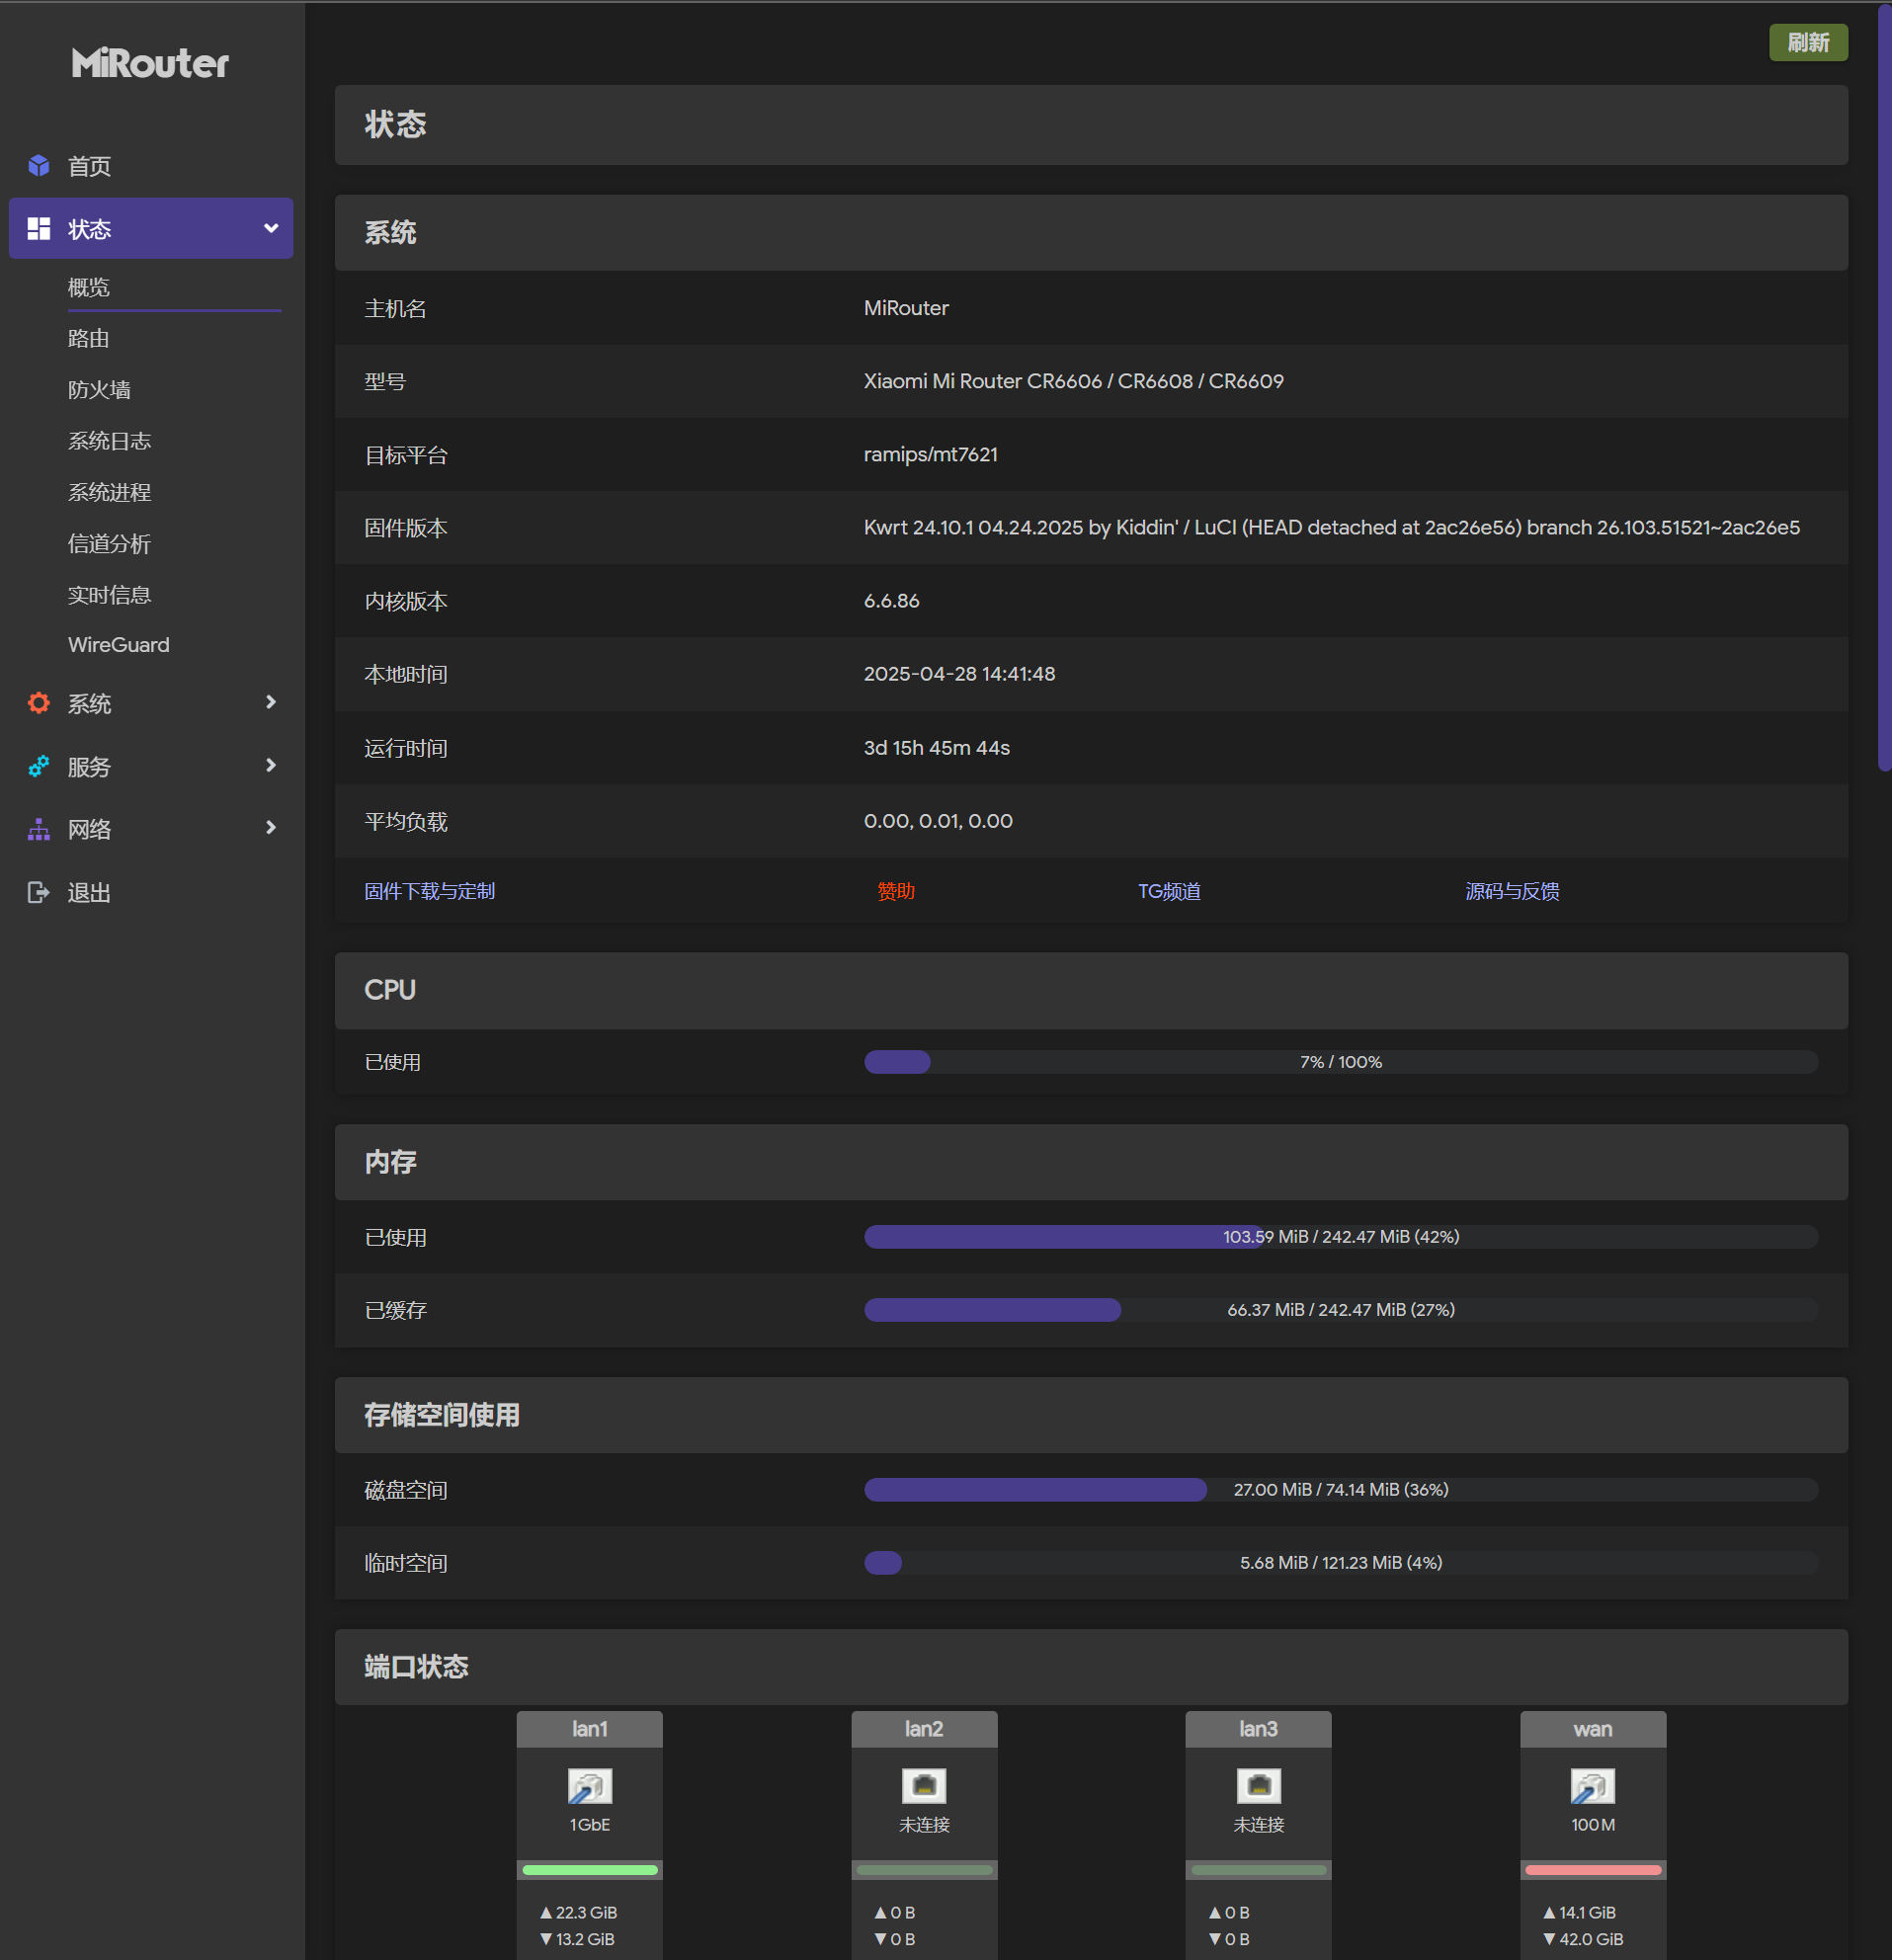 MiRouter
刷新
首页
状态
概览
路由
防火墙
系统日志
系统进程
信道分析
实时信息
WireGuard
系统
服务
网络
退出
状态
系统
主机名 MiRouter
型号 Xiaomi Mi Router CR6606 / CR6608 / CR6609
目标平台 ramips/mt7621
固件版本 Kwrt 24.10.1 04.24.2025 by Kiddin' / LuCI (HEAD detached at 2ac26e56) branch 26.103.51521~2ac26e5
内核版本 6.6.86
本地时间 2025-04-28 14:41:48
运行时间 3d 15h 45m 44s
平均负载 0.00, 0.01, 0.00
固件下载与定制 赞助 TG频道 源码与反馈
CPU
已使用 7% / 100%
内存
已使用 103.59 MiB / 242.47 MiB (42%)
已缓存 66.37 MiB / 242.47 MiB (27%)
存储空间使用
磁盘空间 27.00 MiB / 74.14 MiB (36%)
临时空间 5.68 MiB / 121.23 MiB (4%)
端口状态
lan1 lan2 lan3 wan
1 GbE 未连接 未连接 100 M
▲ 22.3 GiB ▲ 0 B ▲ 0 B ▲ 14.1 GiB
▼ 13.2 GiB ▼ 0 B ▼ 0 B ▼ 42.0 GiB